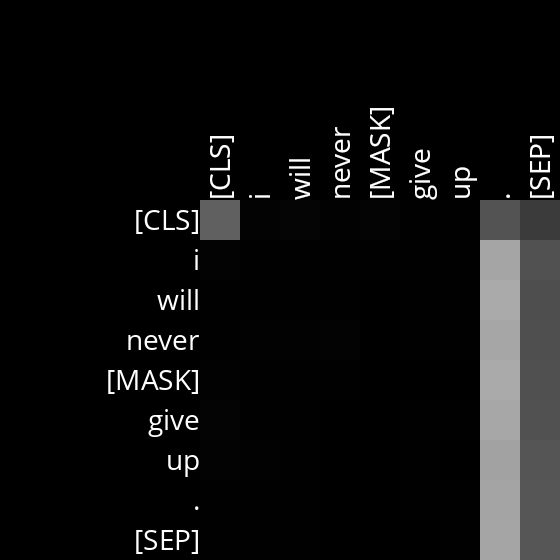 [CLS] i will never [MASK] give up . [SEP]
[CLS]
i
will
never
[MASK]
give
up
.
[SEP]